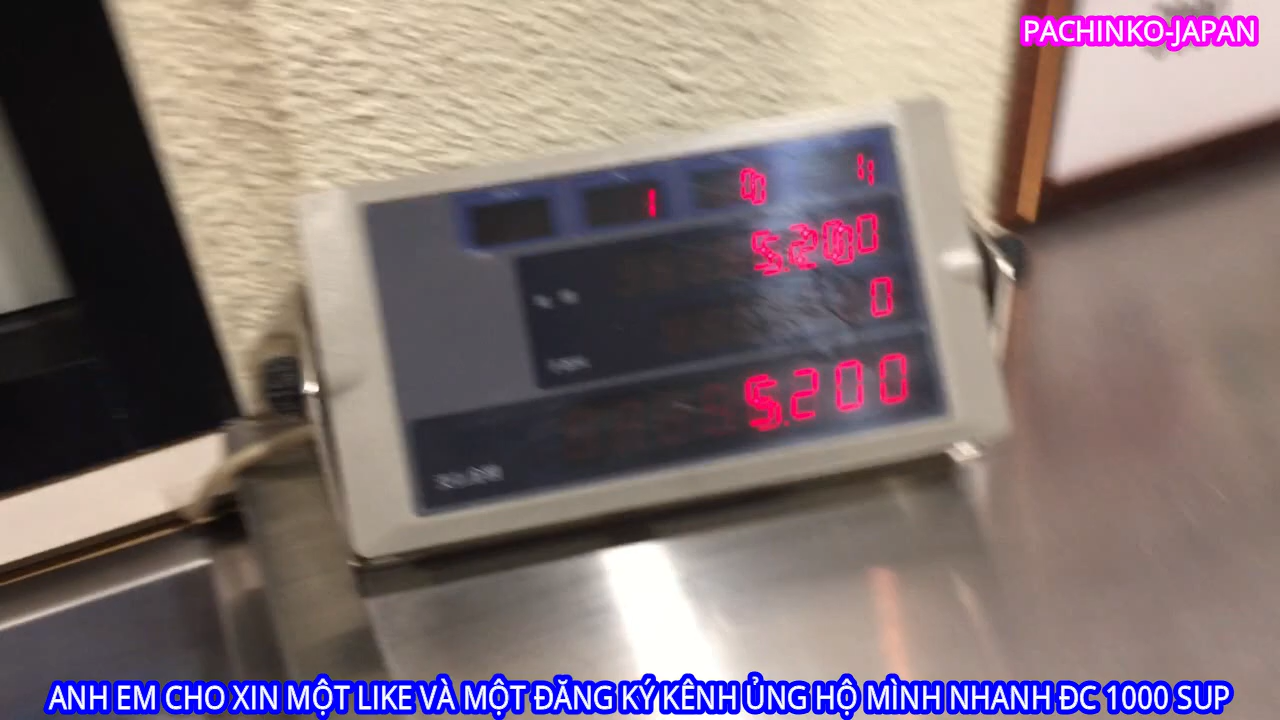 PACHINKO-JAPAN
1
5.200
0
5.200
ANH EM CHO XIN MỘT LIKE VÀ MỘT ĐĂNG KÝ KÊNH ỦNG HỘ MÌNH NHANH ĐC 1000 SUP